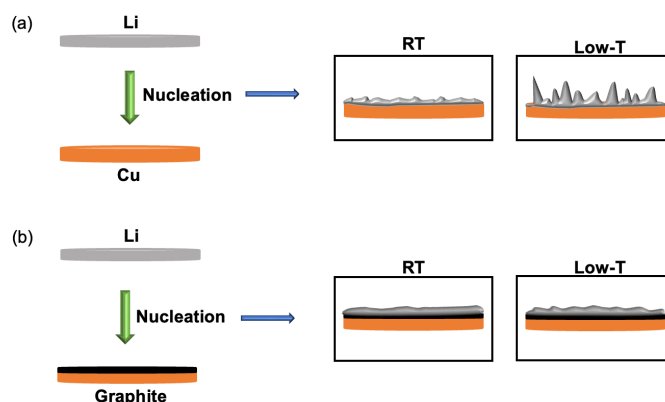 (a)
Li
Nucleation
Cu
RT
Low-T
(b)
Li
Nucleation
Graphite
RT
Low-T